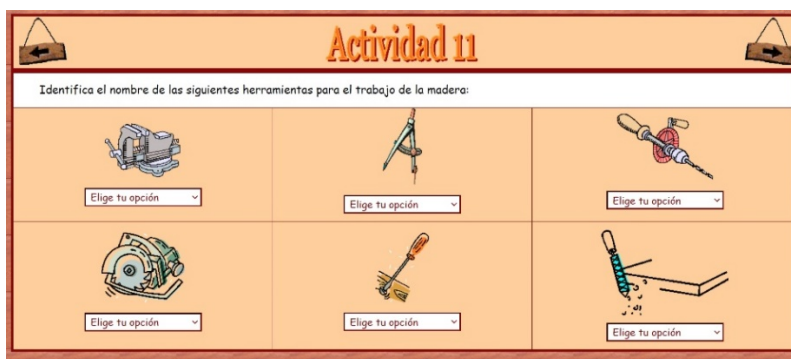 Actividad 11
Identifica el nombre de las siguientes herramientas para el trabajo de la madera:
Elige tu opción
Elige tu opción
Elige tu opción
Elige tu opción
Elige tu opción
Elige tu opción